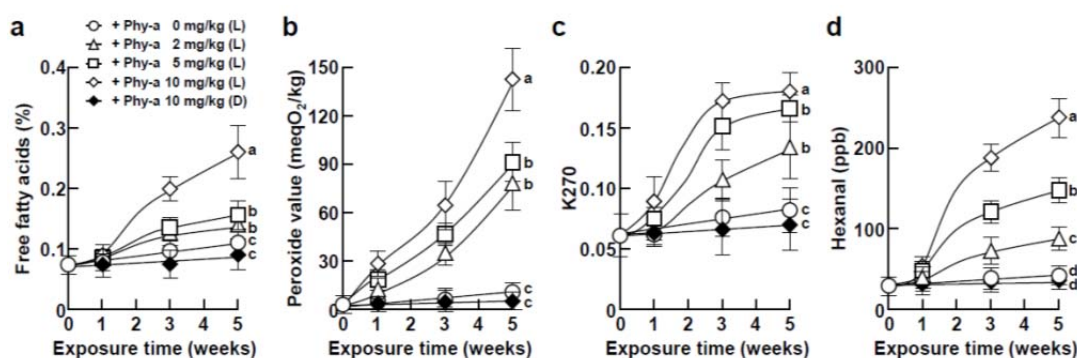 a
+ Phy-a 0 mg/kg (L)
+ Phy-a 2 mg/kg (L)
+ Phy-a 5 mg/kg (L)
+ Phy-a 10 mg/kg (L)
+ Phy-a 10 mg/kg (D)
0.4
0.3
0.2
0.1
0
Free fatty acids (%)
a
b
b
c
c
0 1 2 3 4 5
Exposure time (weeks)
b
150
120
90
60
30
0
Peroxide value (meqO₂/kg)
a
b
b
c
c
0 1 2 3 4 5
Exposure time (weeks)
c
0.20
0.15
0.10
0.05
0
K270
a
b
b
c
c
0 1 2 3 4 5
Exposure time (weeks)
d
300
200
100
0
Hexanal (ppb)
a
b
c
d
d
0 1 2 3 4 5
Exposure time (weeks)